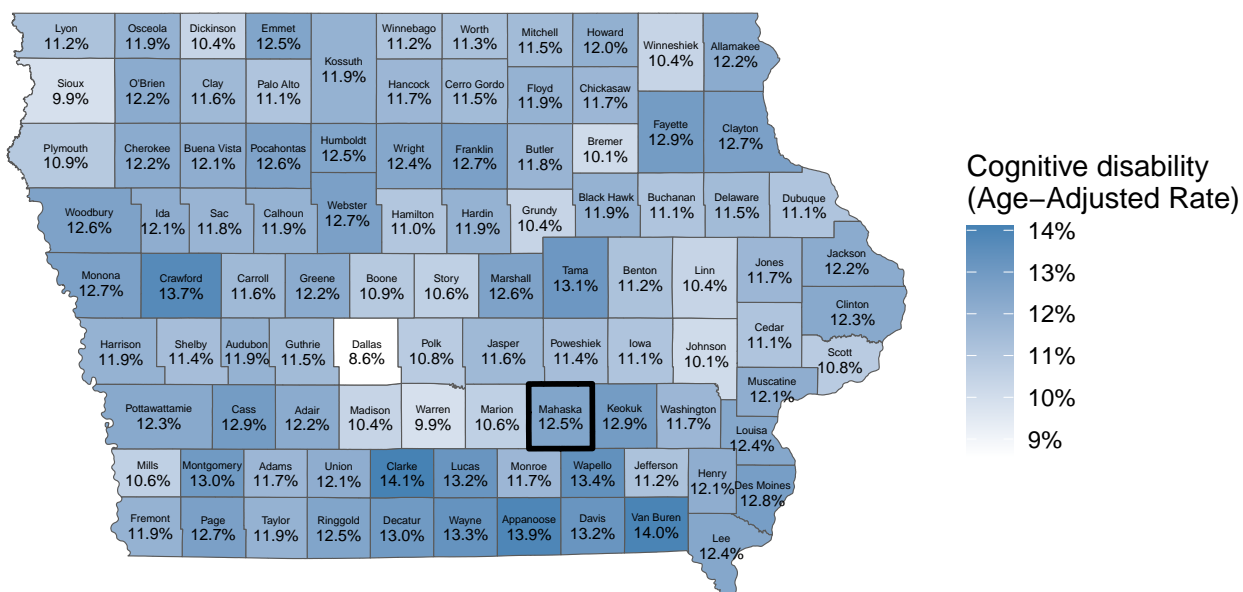 Lyon
11.2%
Osceola
11.9%
Dickinson
10.4%
Emmet
12.5%
Kossuth
11.9%
Winnebago
11.2%
Worth
11.3%
Mitchell
11.5%
Howard
12.0%
Winneshiek
10.4%
Allamakee
12.2%
Sioux
9.9%
O'Brien
12.2%
Clay
11.6%
Palo Alto
11.1%
Hancock
11.7%
Cerro Gordo
11.5%
Floyd
11.9%
Chickasaw
11.7%
Plymouth
10.9%
Cherokee
12.2%
Buena Vista
12.1%
Pocahontas
12.6%
Humboldt
12.5%
Wright
12.4%
Franklin
12.7%
Butler
11.8%
Bremer
10.1%
Fayette
12.9%
Clayton
12.7%
Woodbury
12.6%
Ida
12.1%
Sac
11.8%
Calhoun
11.9%
Webster
12.7%
Hamilton
11.0%
Hardin
11.9%
Grundy
10.4%
Black Hawk
11.9%
Buchanan
11.1%
Delaware
11.5%
Dubuque
11.1%
Monona
12.7%
Crawford
13.7%
Carroll
11.6%
Greene
12.2%
Boone
10.9%
Story
10.6%
Marshall
12.6%
Tama
13.1%
Benton
11.2%
Linn
10.4%
Jones
11.7%
Jackson
12.2%
Clinton
12.3%
Harrison
11.9%
Shelby
11.4%
Audubon
11.9%
Guthrie
11.5%
Dallas
8.6%
Polk
10.8%
Jasper
11.6%
Poweshiek
11.4%
Iowa
11.1%
Johnson
10.1%
Cedar
11.1%
Scott
10.8%
Muscatine
12.1%
Pottawattamie
12.3%
Cass
12.9%
Adair
12.2%
Madison
10.4%
Warren
9.9%
Marion
10.6%
Mahaska
12.5%
Keokuk
12.9%
Washington
11.7%
Louisa
12.4%
Mills
10.6%
Montgomery
13.0%
Adams
11.7%
Union
12.1%
Clarke
14.1%
Lucas
13.2%
Monroe
11.7%
Wapello
13.4%
Jefferson
11.2%
Henry
12.1%
Des Moines
12.8%
Fremont
11.9%
Page
12.7%
Taylor
11.9%
Ringgold
12.5%
Decatur
13.0%
Wayne
13.3%
Appanoose
13.9%
Davis
13.2%
Van Buren
14.0%
Lee
12.4%
Cognitive disability
(Age−Adjusted Rate)
14%
13%
12%
11%
10%
9%